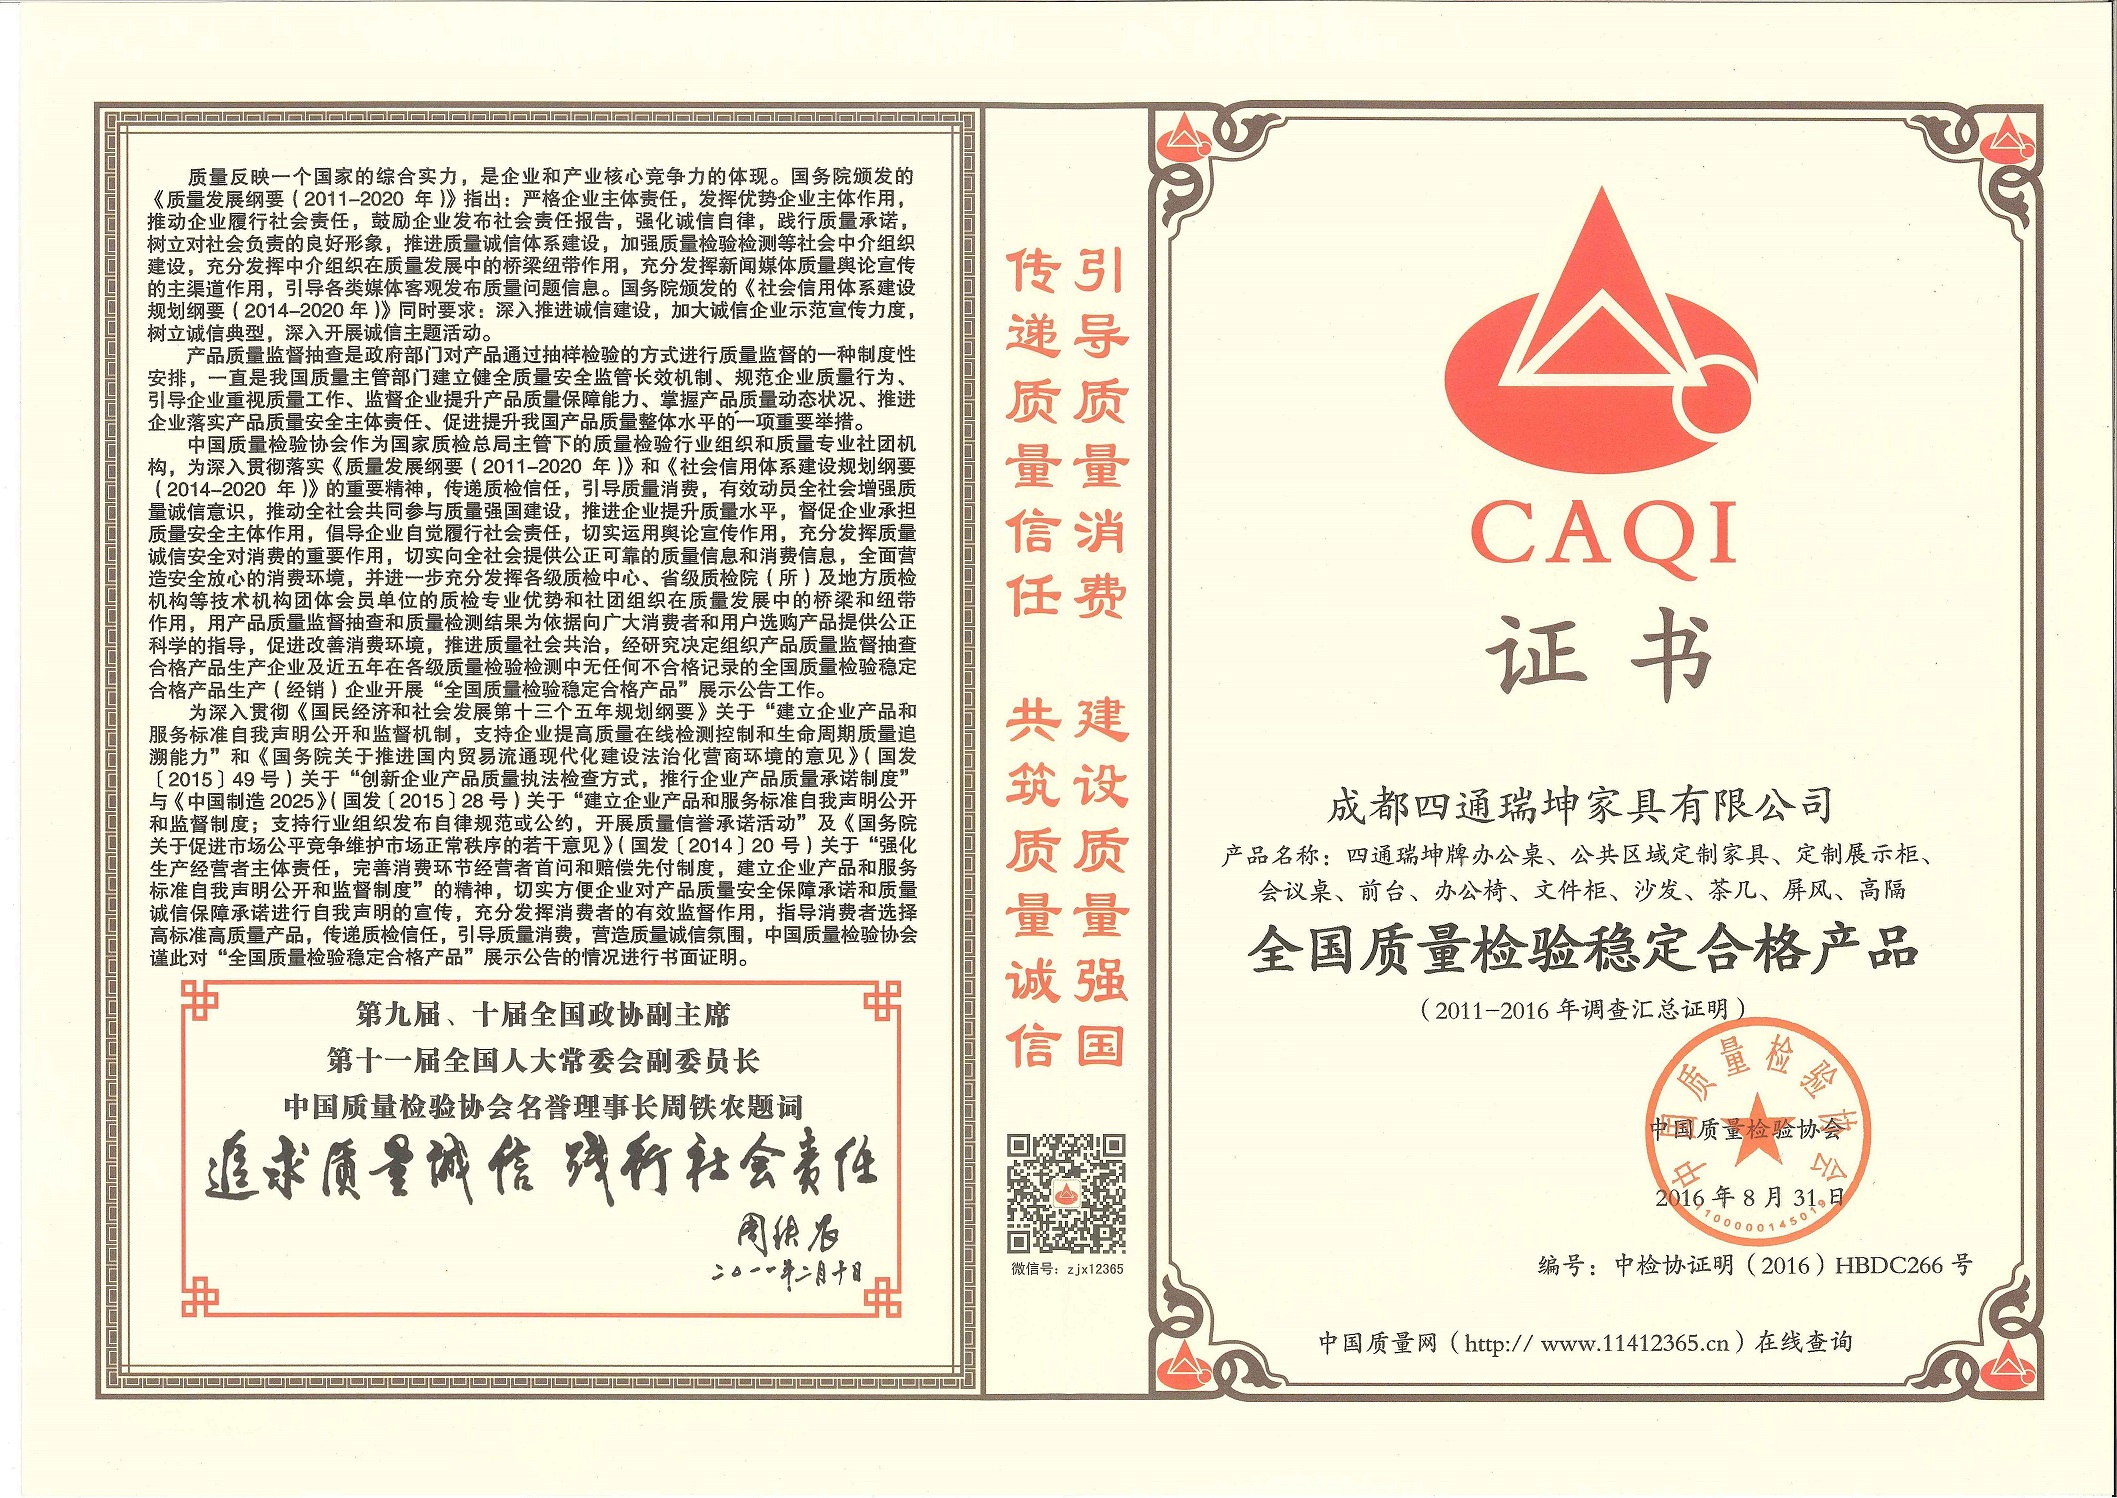 质量反映一个国家的综合实力，是企业和产业核心竞争力的体现。国务院颁发的
《质量发展纲要（2011-2020 年）》指出：严格企业主体责任，发挥优势企业主体作用，
推动企业履行社会责任，鼓励企业发布社会责任报告，强化诚信自律，践行质量承诺，
树立对社会负责的良好形象，推进质量诚信体系建设，加强质量检验检测等社会中介组织
建设，充分发挥中介组织在质量发展中的桥梁纽带作用，充分发挥新闻媒体质量舆论宣传
的主渠道作用，引导各类媒体客观发布质量问题信息。国务院颁发的《社会信用体系建设
规划纲要（2014-2020 年）》同时要求：深入推进诚信建设，加大诚信企业示范宣传力度，
树立诚信典型，深入开展诚信主题活动。
产品质量监督抽查是政府部门对产品通过抽样检验的方式进行质量监督的一种制度性
安排，一直是我国质量主管部门建立健全质量安全监管长效机制、规范企业质量行为、
引导企业重视质量工作、监督企业提升产品质量保障能力、掌握产品质量动态状况、推进
企业落实产品质量安全主体责任、促进提升我国产品质量整体水平的一项重要举措。
中国质量检验协会作为国家质检总局主管下的质量检验行业组织和质量专业社团机
构，为深入贯彻落实《质量发展纲要（2011-2020 年）》和《社会信用体系建设规划纲要
（2014-2020 年）》的重要精神，传递质检信任，引导质量消费，有效动员全社会增强质
量诚信意识，推动全社会共同参与质量强国建设，推进企业提升质量水平，督促企业承担
质量安全主体作用，倡导企业自觉履行社会责任，切实运用舆论宣传作用，充分发挥质量
诚信安全对消费的重要作用，切实向全社会提供公正可靠的质量信息和消费信息，全面营
造安全放心的消费环境，并进一步充分发挥各级质检中心、省级质检院（所）及地方质检
机构等技术机构团体会员单位的质检专业优势和社团组织在质量发展中的桥梁和纽带
作用，用产品质量监督抽查和质量检测结果为依据向广大消费者和用户选购产品提供公正
科学的指导，促进改善消费环境，推进质量社会共治，经研究决定组织产品质量监督抽查
合格产品生产企业及近五年在各级质量检验检测中无任何不合格记录的全国质量检验稳定
合格产品生产（经销）企业开展“全国质量检验稳定合格产品”展示公告工作。
为深入贯彻《国民经济和社会发展第十三个五年规划纲要》关于“建立企业产品和
服务标准自我声明公开和监督机制，支持企业提高质量在线检测控制和生命周期质量追
溯能力”和《国务院关于推进国内贸易流通现代化建设法治化营商环境的意见》（国发
〔2015〕49 号）关于“创新企业产品质量执法检查方式，推行企业产品质量承诺制度”
与《中国制造 2025》（国发〔2015〕28 号）关于“建立企业产品和服务标准自我声明公开
和监督制度；支持行业组织发布自律规范或公约，开展质量信誉承诺活动”及《国务院
关于促进市场公平竞争维护市场正常秩序的若干意见》（国发〔2014〕20 号）关于“强化
生产经营者主体责任，完善消费环节经营者首问和赔偿先付制度，建立企业产品和服务
标准自我声明公开和监督制度”的精神，切实方便企业对产品质量安全保障承诺和质量
诚信保障承诺进行自我声明的宣传，充分发挥消费者的有效监督作用，指导消费者选择
高标准高质量产品，传递质检信任，引导质量消费，营造质量诚信氛围，中国质量检验协会
谨此对“全国质量检验稳定合格产品”展示公告的情况进行书面证明。
第九届、十届全国政协副主席
第十一届全国人大常委会副委员长
中国质量检验协会名誉理事长周铁农题词
追求质量诚信 践行社会责任
周铁农
二〇一一年二月十日
引导质量消费 建设质量强国
传递质量信任 共筑质量诚信
微信号：zjx12365
CAQI
证书
成都四通瑞坤家具有限公司
产品名称：四通瑞坤牌办公桌、公共区域定制家具、定制展示柜、
会议桌、前台、办公椅、文件柜、沙发、茶几、屏风、高隔
全国质量检验稳定合格产品
（2011-2016 年调查汇总证明）
中国质量检验协会
中国质量检验协会
2016 年 8 月 31 日
1100000145019
编号：中检协证明（2016）HBDC266 号
中国质量网（http:// www.11412365.cn）在线查询